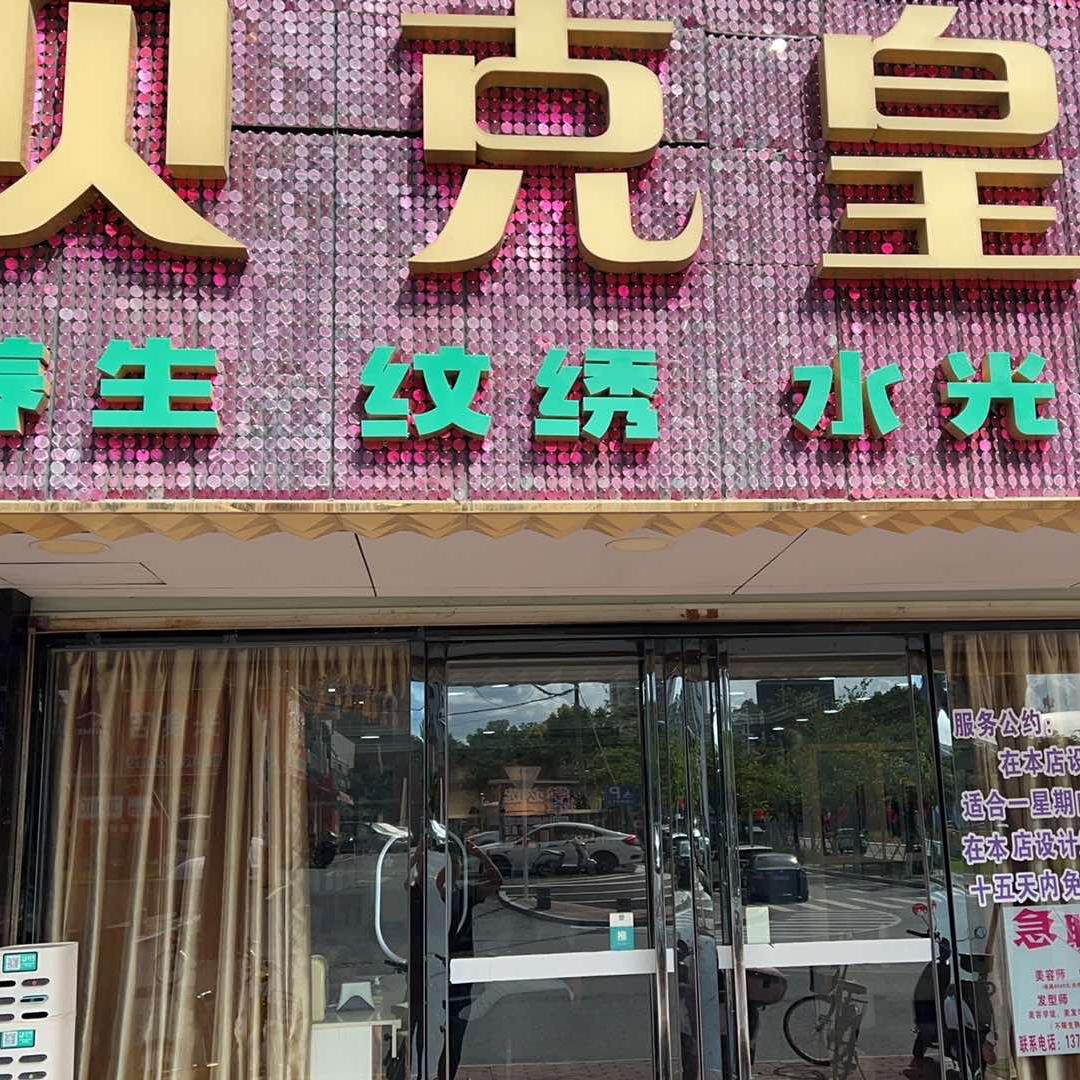 贝克皇
养生 纹绣 水光
服务公约:
在本店设
适合一星期
在本店设计
十五天内免
急
美容师
发型师
联系电话: 137